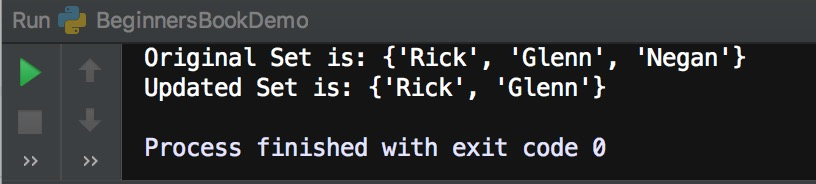 Run BeginnersBookDemo
Original Set is: {'Rick', 'Glenn', 'Negan'}
Updated Set is: {'Rick', 'Glenn'}
Process finished with exit code 0